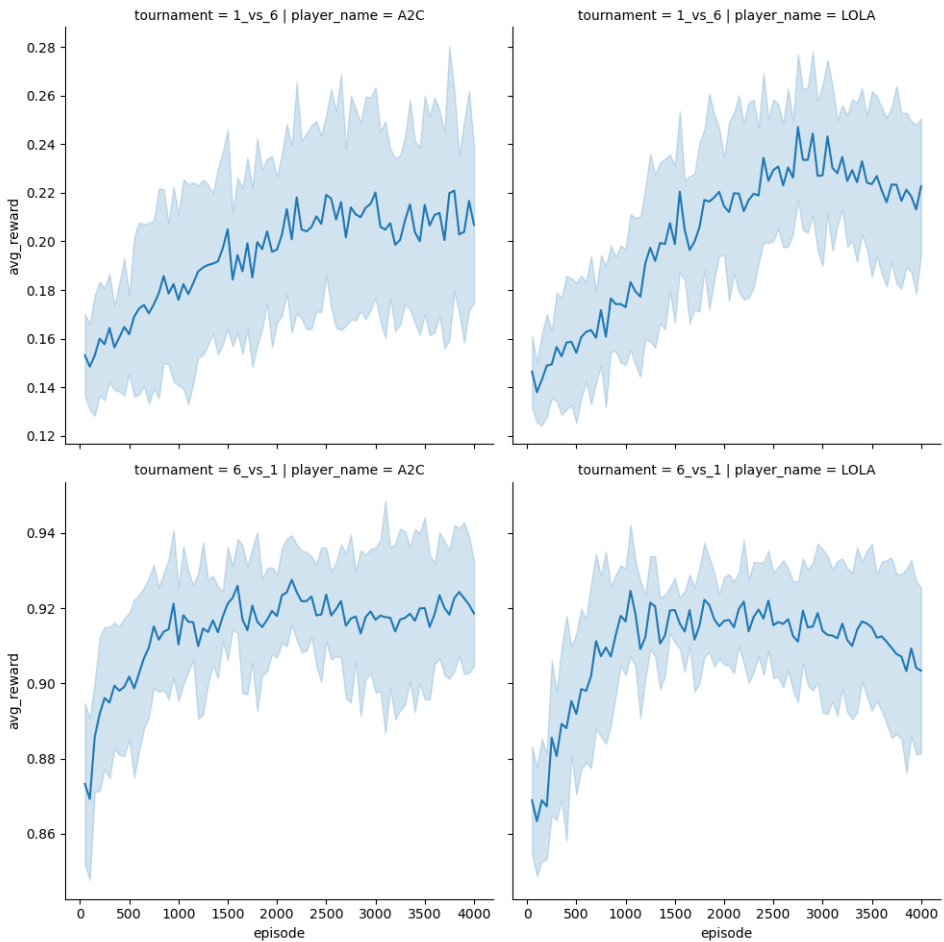 tournament = 1_vs_6 | player_name = A2C
tournament = 1_vs_6 | player_name = LOLA
0.28
0.26
0.24
0.22
0.20
0.18
0.16
0.14
0.12
avg_reward
tournament = 6_vs_1 | player_name = A2C
tournament = 6_vs_1 | player_name = LOLA
0.94
0.92
0.90
0.88
0.86
avg_reward
0 500 1000 1500 2000 2500 3000 3500 4000
episode
0 500 1000 1500 2000 2500 3000 3500 4000
episode